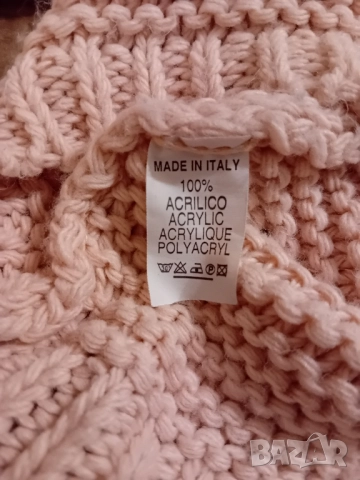 MADE IN ITALY
100%
ACRILICO
ACRYLIC
ACRYLIQUE
POLYACRYL
BAZAR